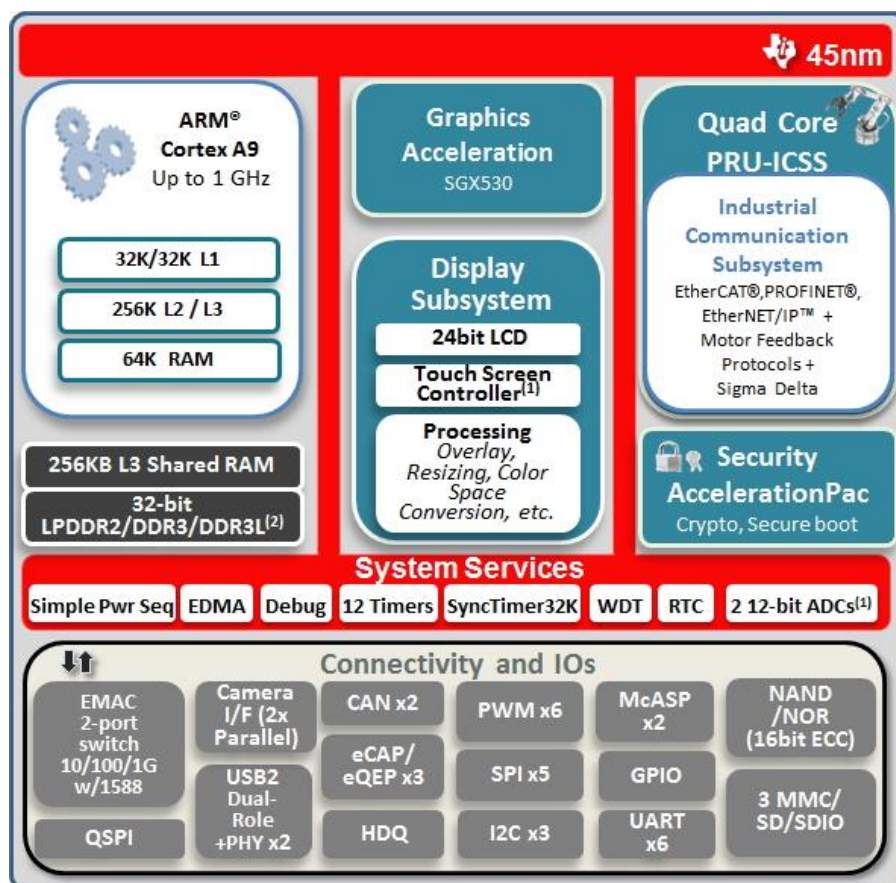 45nm
ARM®
Cortex A9
Up to 1 GHz
32K/32K L1
256K L2 / L3
64K RAM
256KB L3 Shared RAM
32-bit
LPDDR2/DDR3/DDR3L(2)
Graphics
Acceleration
SGX530
Display
Subsystem
24bit LCD
Touch Screen
Controller(1)
Processing
Overlay,
Resizing, Color
Space
Conversion, etc.
Quad Core
PRU-ICSS
Industrial
Communication
Subsystem
EtherCAT®,PROFINET®,
EtherNET/IP™ +
Motor Feedback
Protocols +
Sigma Delta
Security
AccelerationPac
Crypto, Secure boot
System Services
Simple Pwr Seq
EDMA
Debug
12 Timers
SyncTimer32K
WDT
RTC
2 12-bit ADCs(1)
Connectivity and IOs
EMAC
2-port
switch
10/100/1G
w/1588
QSPI
Camera
I/F (2x
Parallel)
USB2
Dual-
Role
+PHY x2
CAN x2
eCAP/
eQEP x3
HDQ
PWM x6
SPI x5
I2C x3
McASP
x2
GPIO
UART
x6
NAND
/NOR
(16bit ECC)
3 MMC/
SD/SDIO